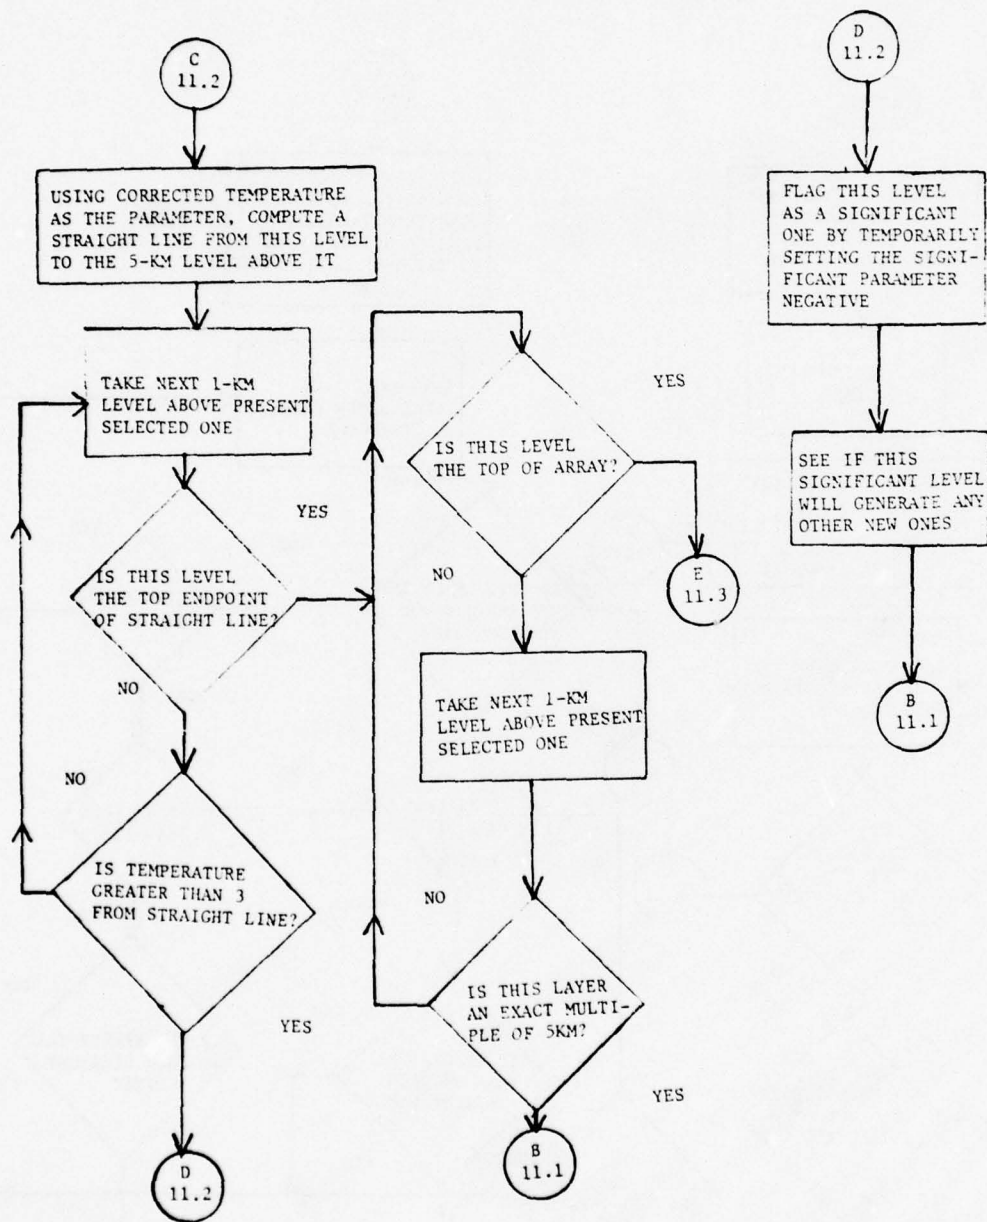 C
11.2
USING CORRECTED TEMPERATURE
AS THE PARAMETER, COMPUTE A
STRAIGHT LINE FROM THIS LEVEL
TO THE 5-KM LEVEL ABOVE IT
TAKE NEXT 1-KM
LEVEL ABOVE PRESENT
SELECTED ONE
YES
IS THIS LEVEL
THE TOP ENDPOINT
OF STRAIGHT LINE?
NO
NO
IS TEMPERATURE
GREATER THAN 3
FROM STRAIGHT LINE?
YES
D
11.2
YES
IS THIS LEVEL
THE TOP OF ARRAY?
NO
E
11.3
TAKE NEXT 1-KM
LEVEL ABOVE PRESENT
SELECTED ONE
NO
IS THIS LAYER
AN EXACT MULTI-
PLE OF 5KM?
YES
B
11.1
D
11.2
FLAG THIS LEVEL
AS A SIGNIFICANT
ONE BY TEMPORARILY
SETTING THE SIGNI-
FICANT PARAMETER
NEGATIVE
SEE IF THIS
SIGNIFICANT LEVEL
WILL GENERATE ANY
OTHER NEW ONES
B
11.1